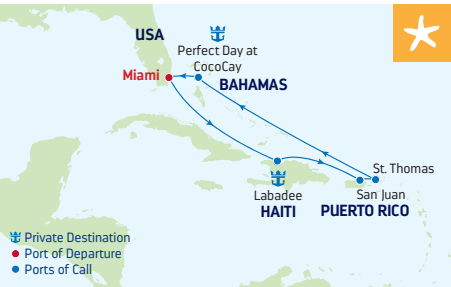 USA
Perfect Day at
CocoCay
Miami
BAHAMAS
St. Thomas
Labadee
San Juan
HAITI
PUERTO RICO
Private Destination
Port of Departure
Ports of Call